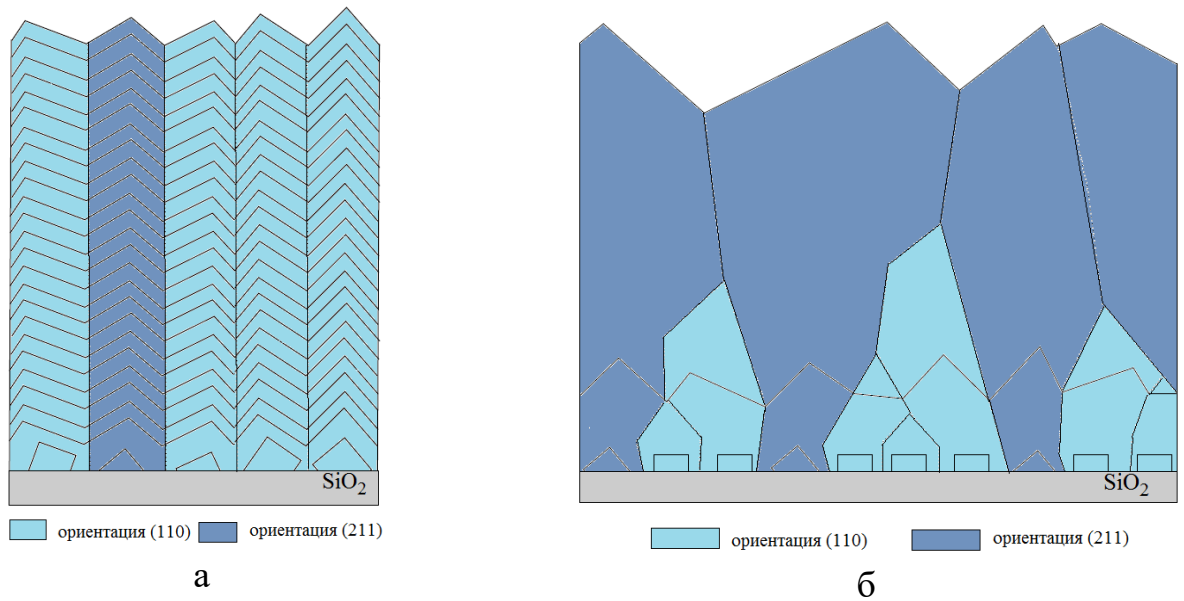 SiO₂
ориентация (110) ориентация (211)
а
SiO₂
ориентация (110) ориентация (211)
б